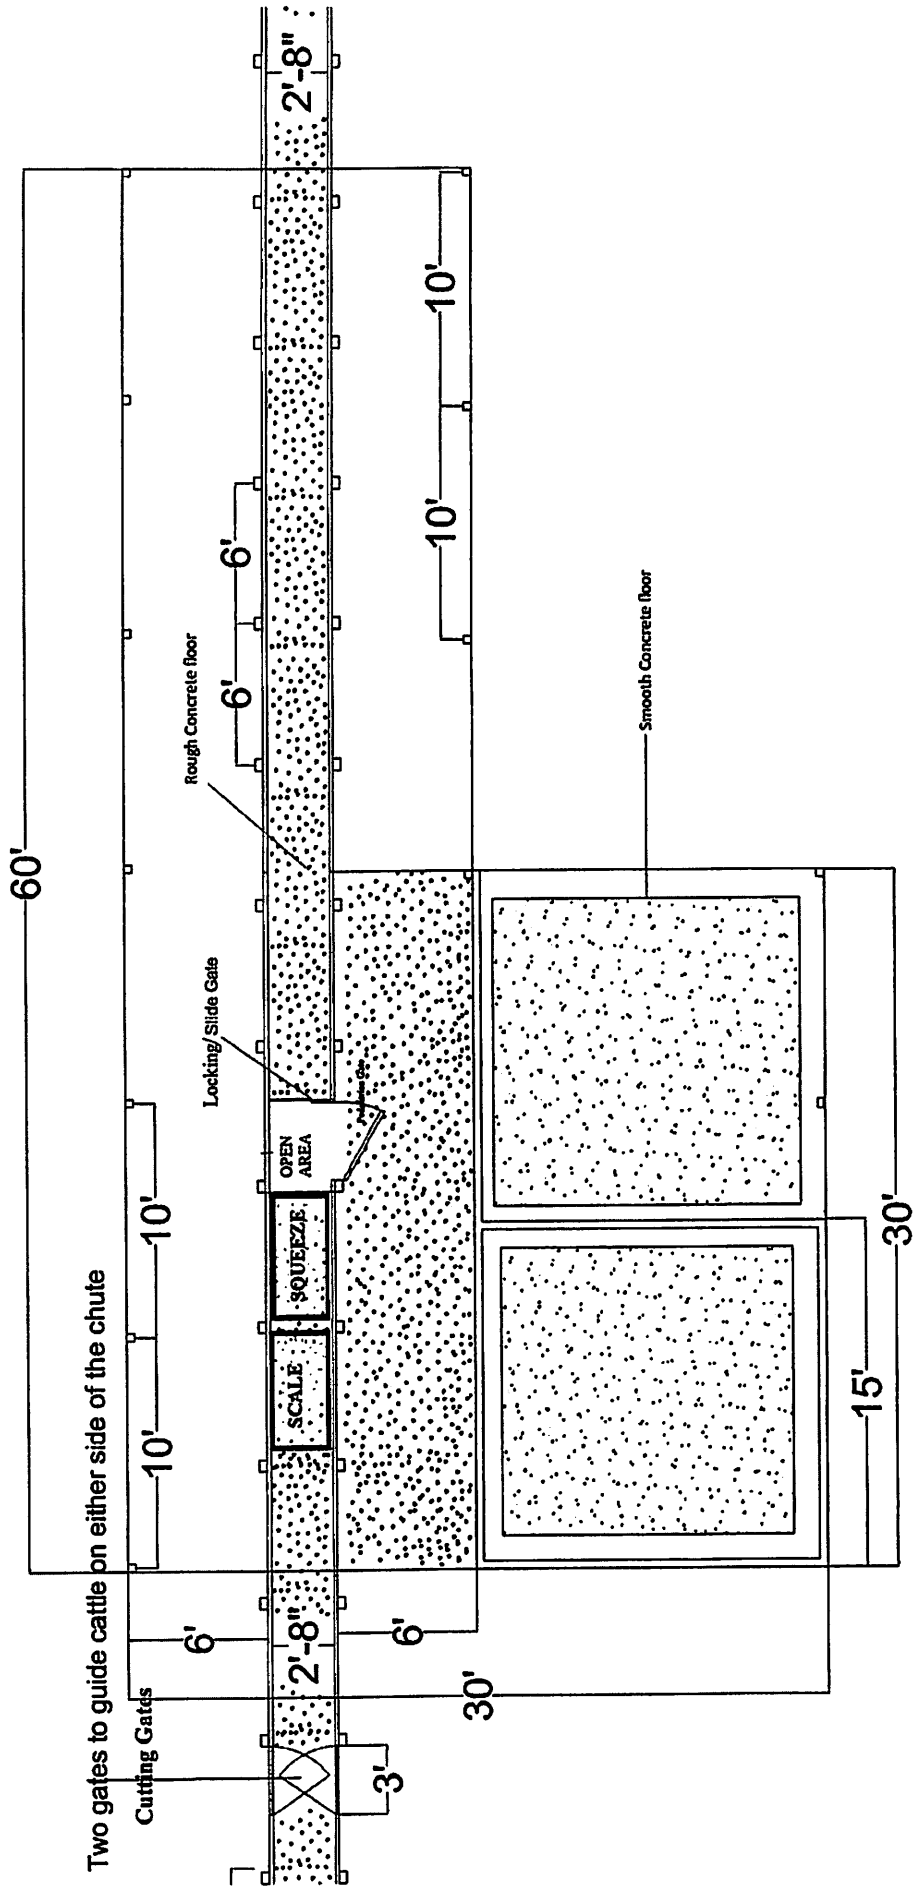 Two gates to guide cattle on either side of the chute
Cutting Gates
60'
10'
10'
Locking/Slide Gate
Rough Concrete floor
6'
6'
6'
2'-8"
6'
30'
3'
SCALE
SQUEEZE
OPEN
AREA
2'-8"
10'
10'
15'
30'
Smooth Concrete floor